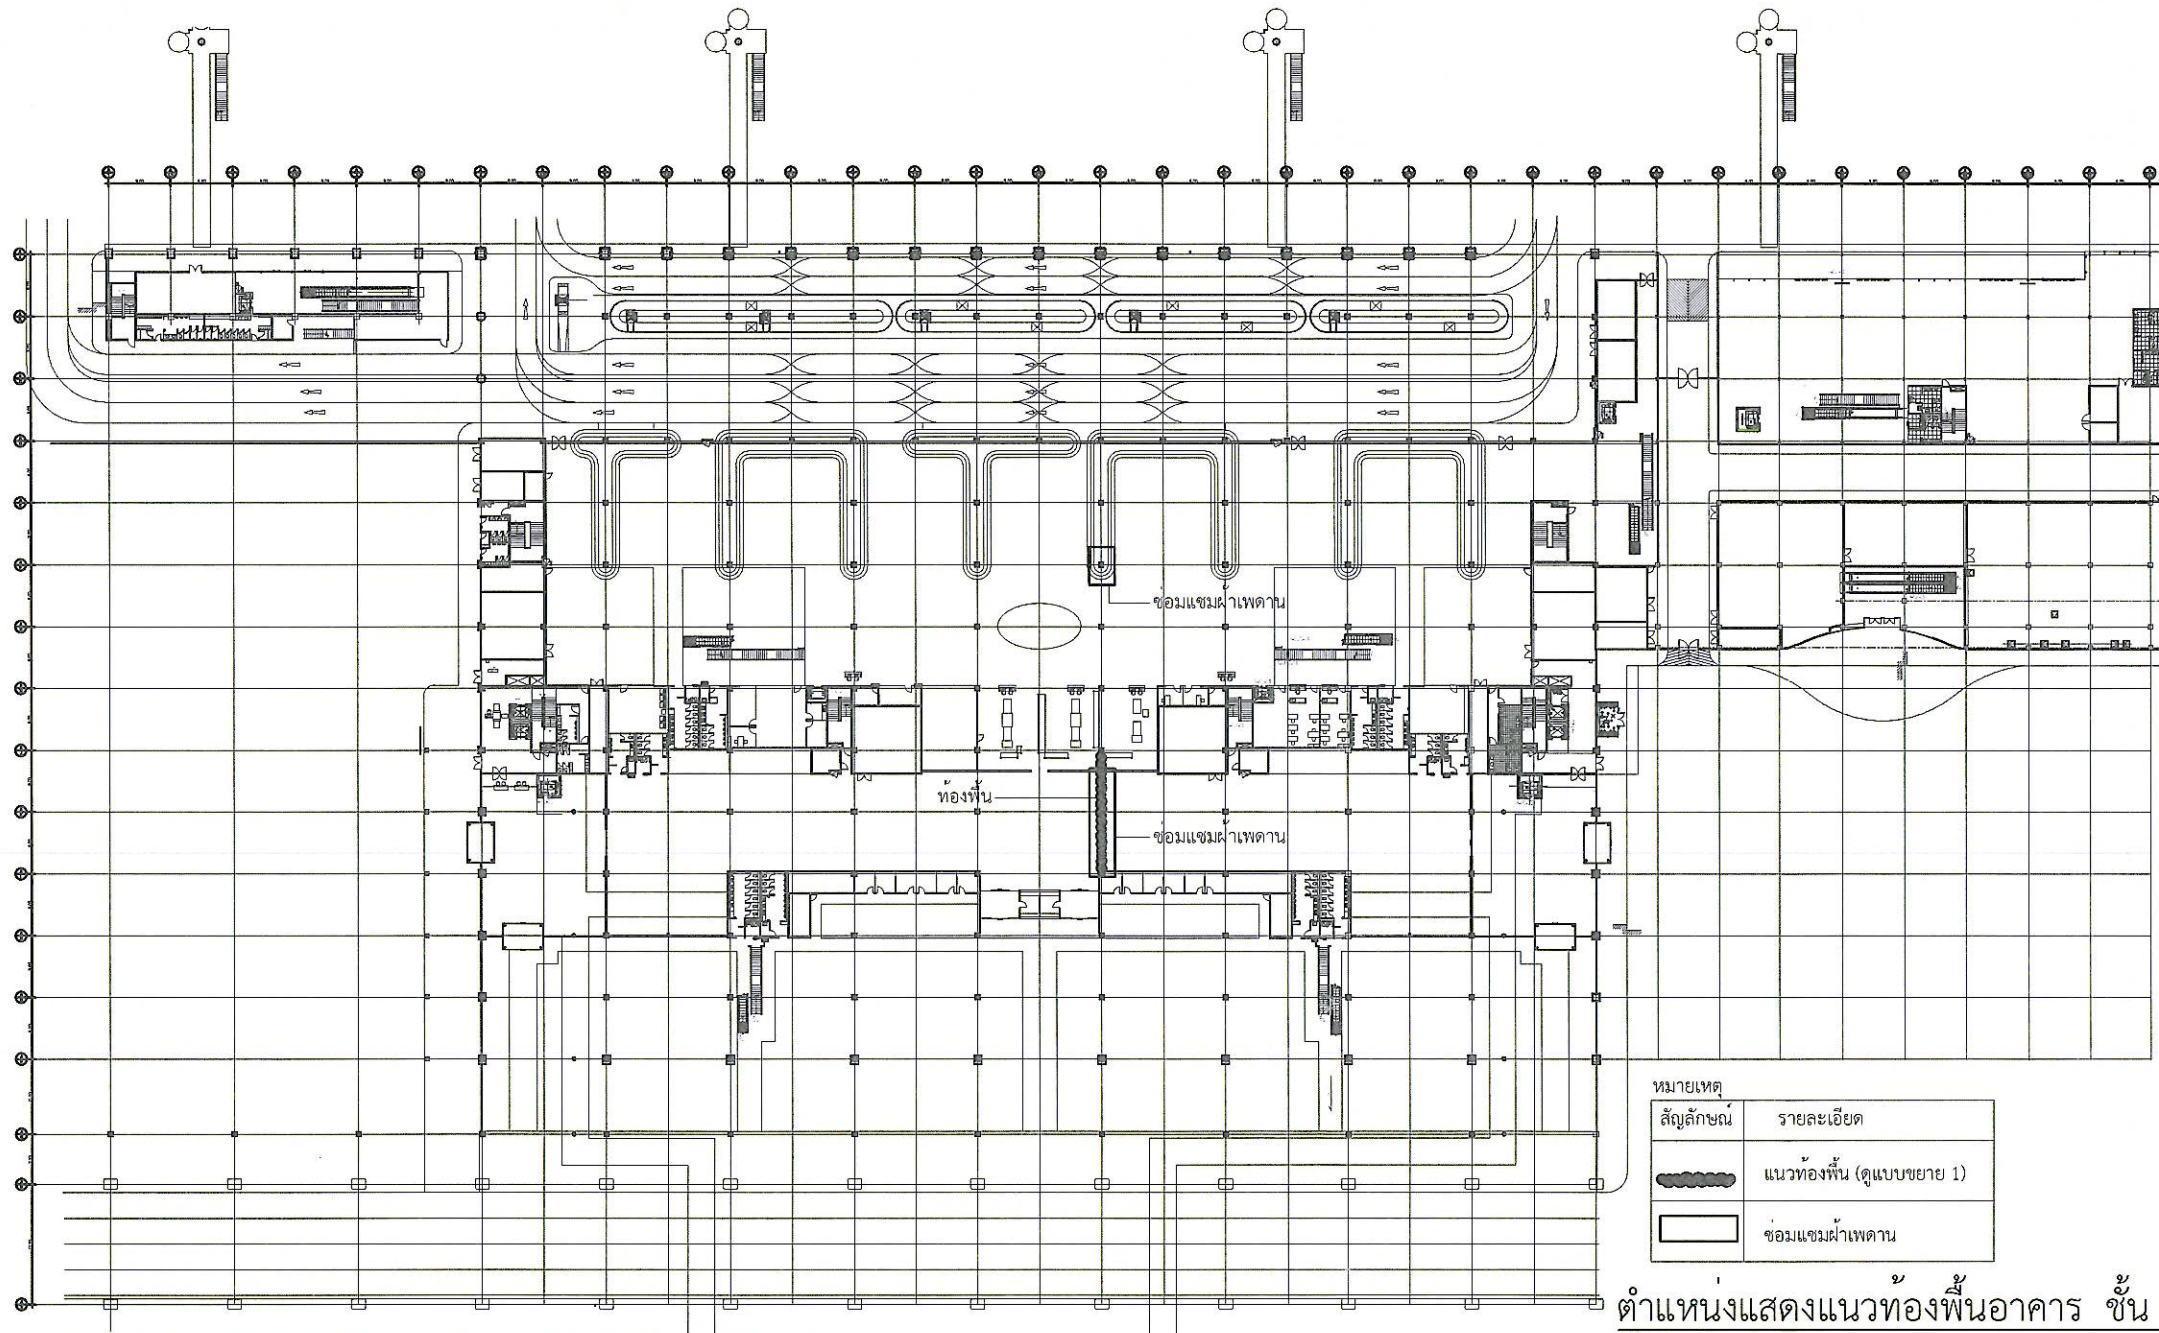 ซ่อมแซมฝ้าเพดาน
ท้องพื้น
ซ่อมแซมฝ้าเพดาน
หมายเหตุ
สัญลักษณ์ รายละเอียด
แนวท้องพื้น (ดูแบบขยาย 1)
ซ่อมแซมฝ้าเพดาน
ตำแหน่งแสดงแนวท้องพื้นอาคาร ชั้น